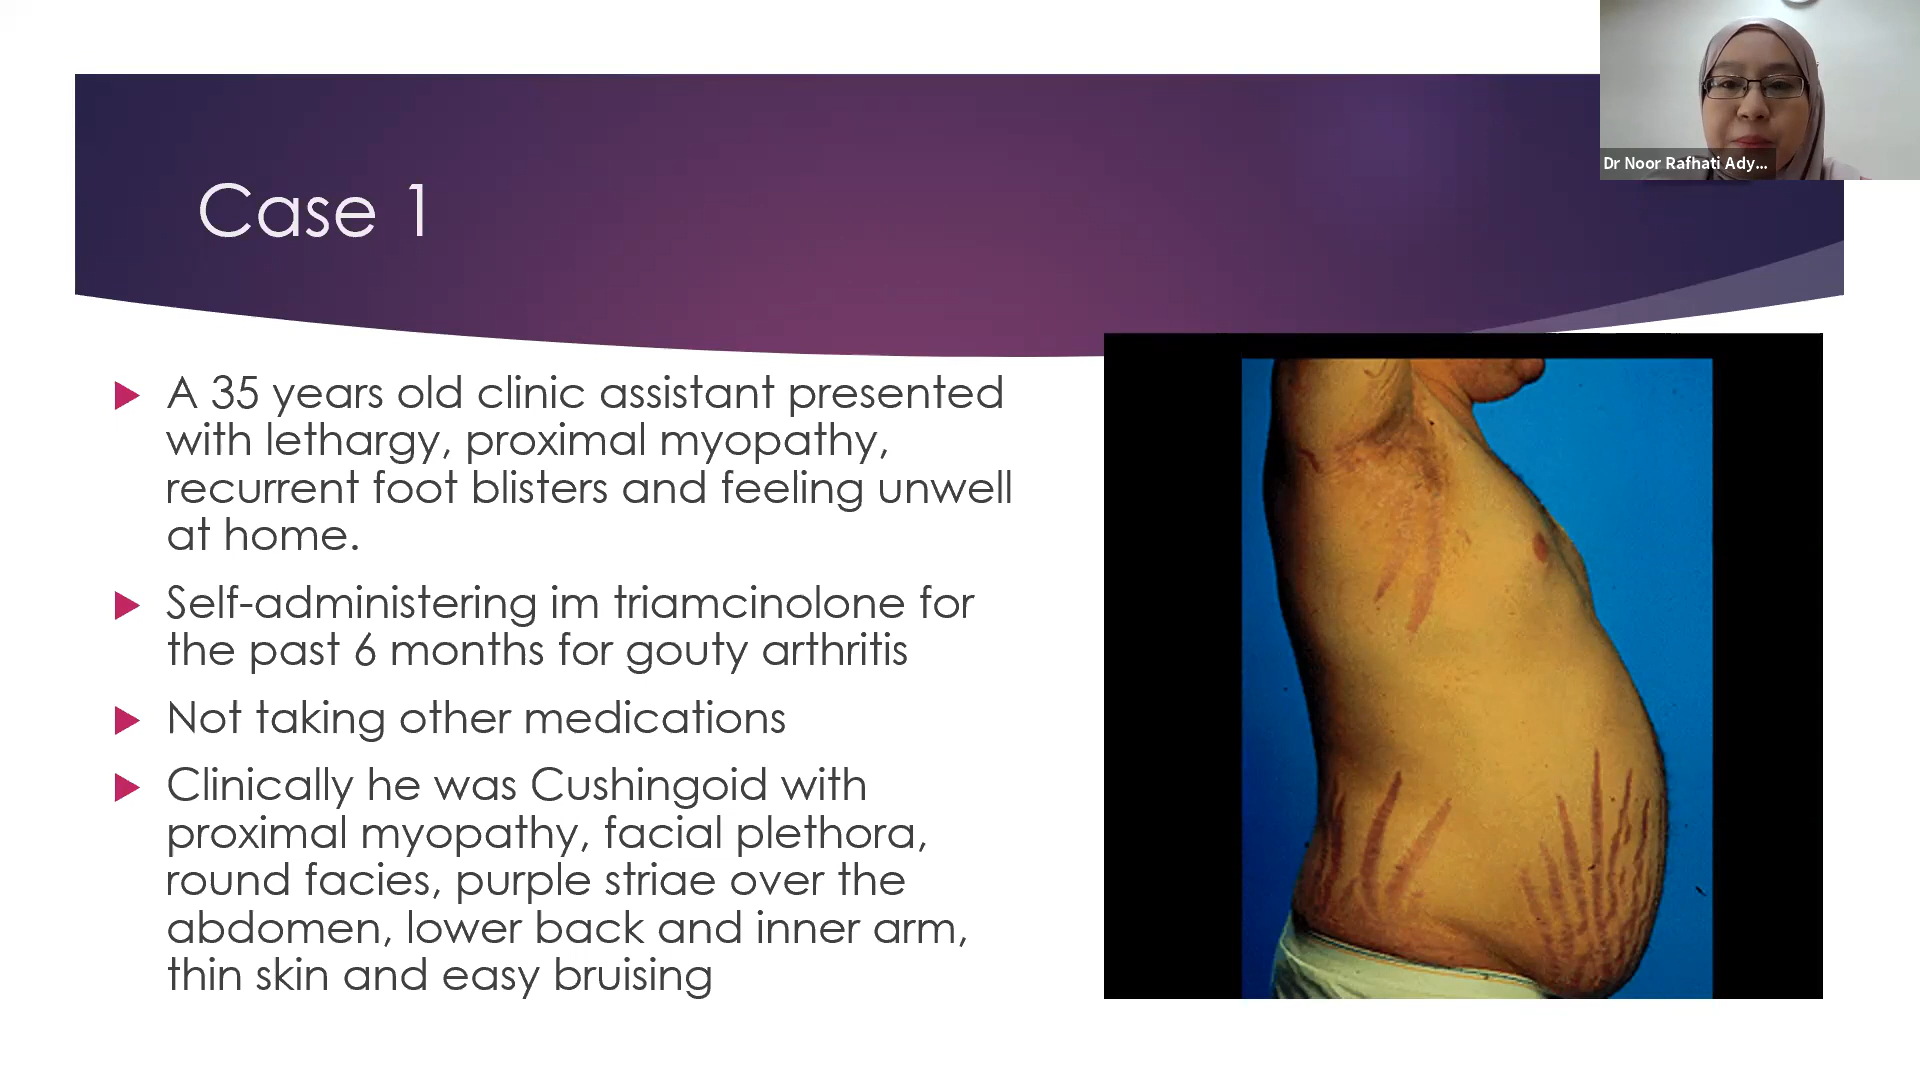 Dr Noor Rafhati Ady...
Case 1
A 35 years old clinic assistant presented
with lethargy, proximal myopathy,
recurrent foot blisters and feeling unwell
at home.
Self-administering im triamcinolone for
the past 6 months for gouty arthritis
Not taking other medications
Clinically he was Cushingoid with
proximal myopathy, facial plethora,
round facies, purple striae over the
abdomen, lower back and inner arm,
thin skin and easy bruising